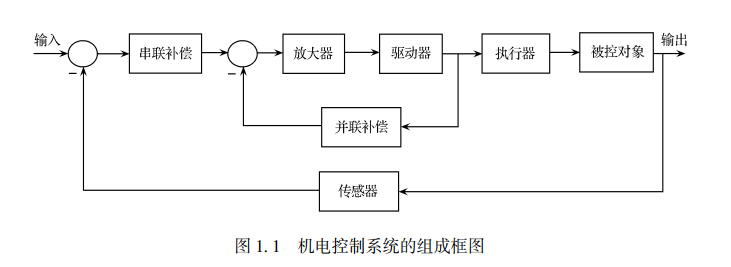 输入
串联补偿
放大器
驱动器
执行器
被控对象
输出
−
−
并联补偿
传感器
图 1.1 机电控制系统的组成框图